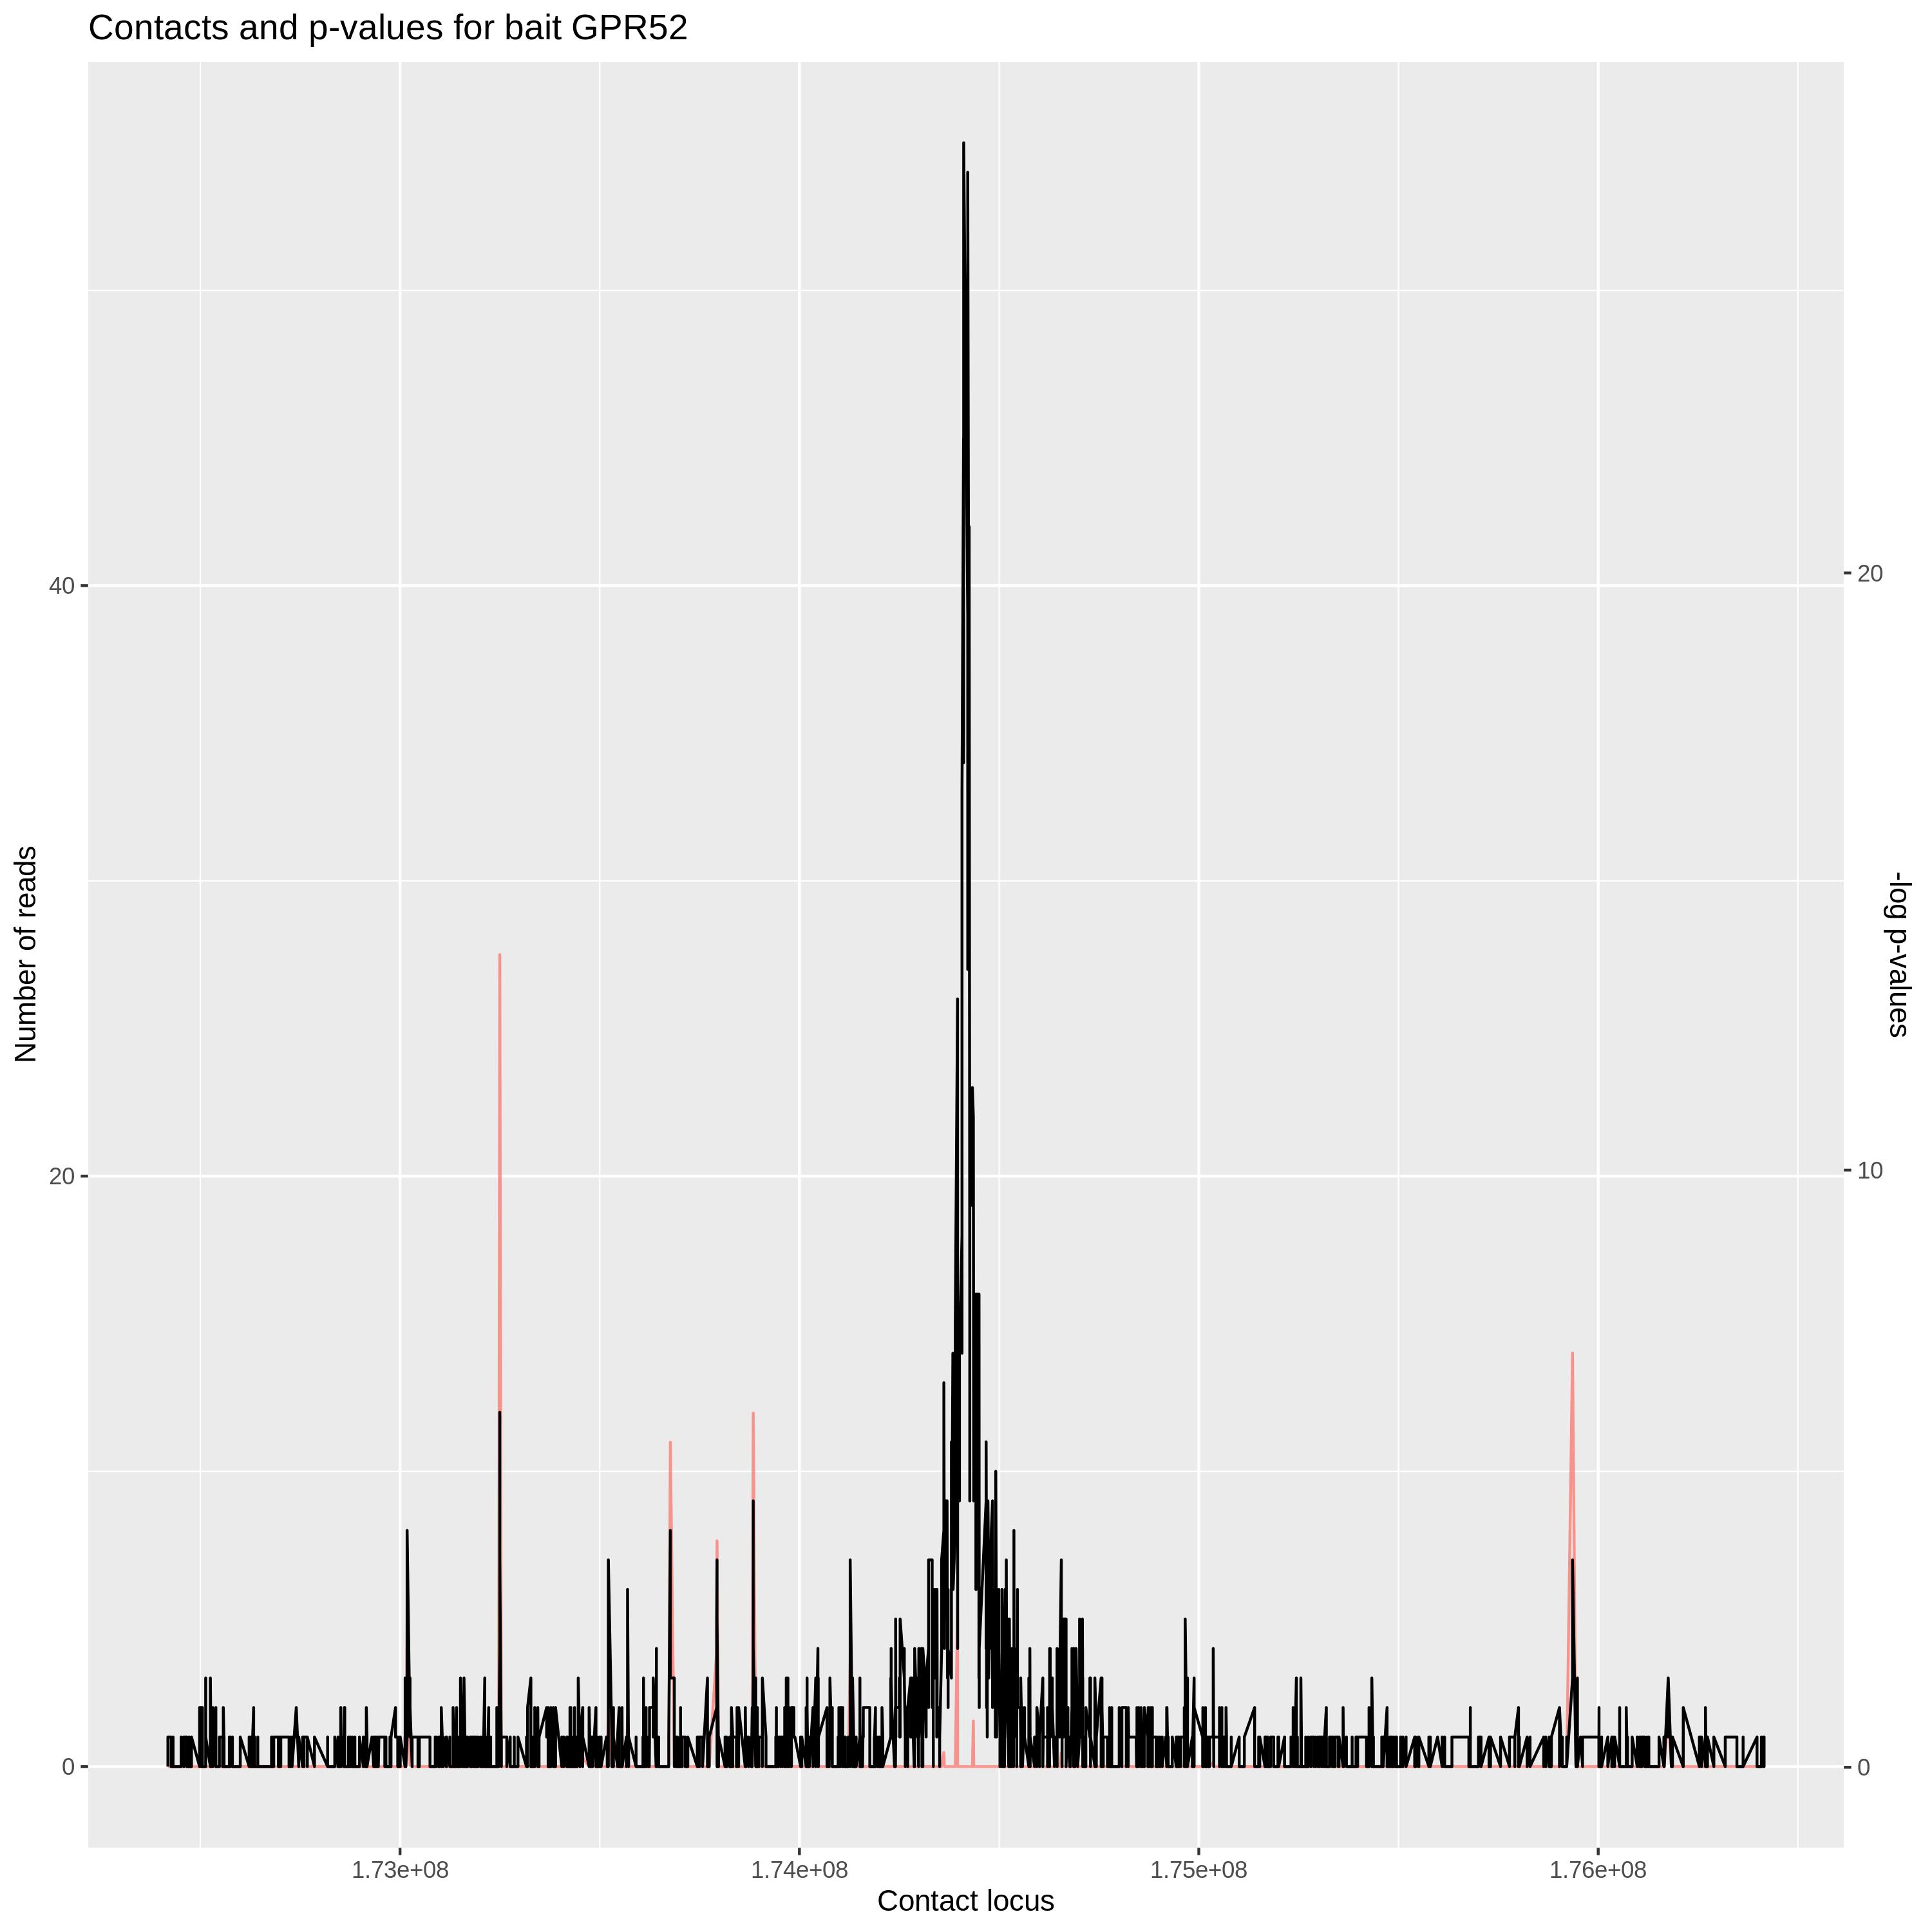 Contacts and p-values for bait GPR52
Number of reads
40
20
0
-log p-values
20
10
0
1.73e+08 1.74e+08 1.75e+08 1.76e+08
Contact locus